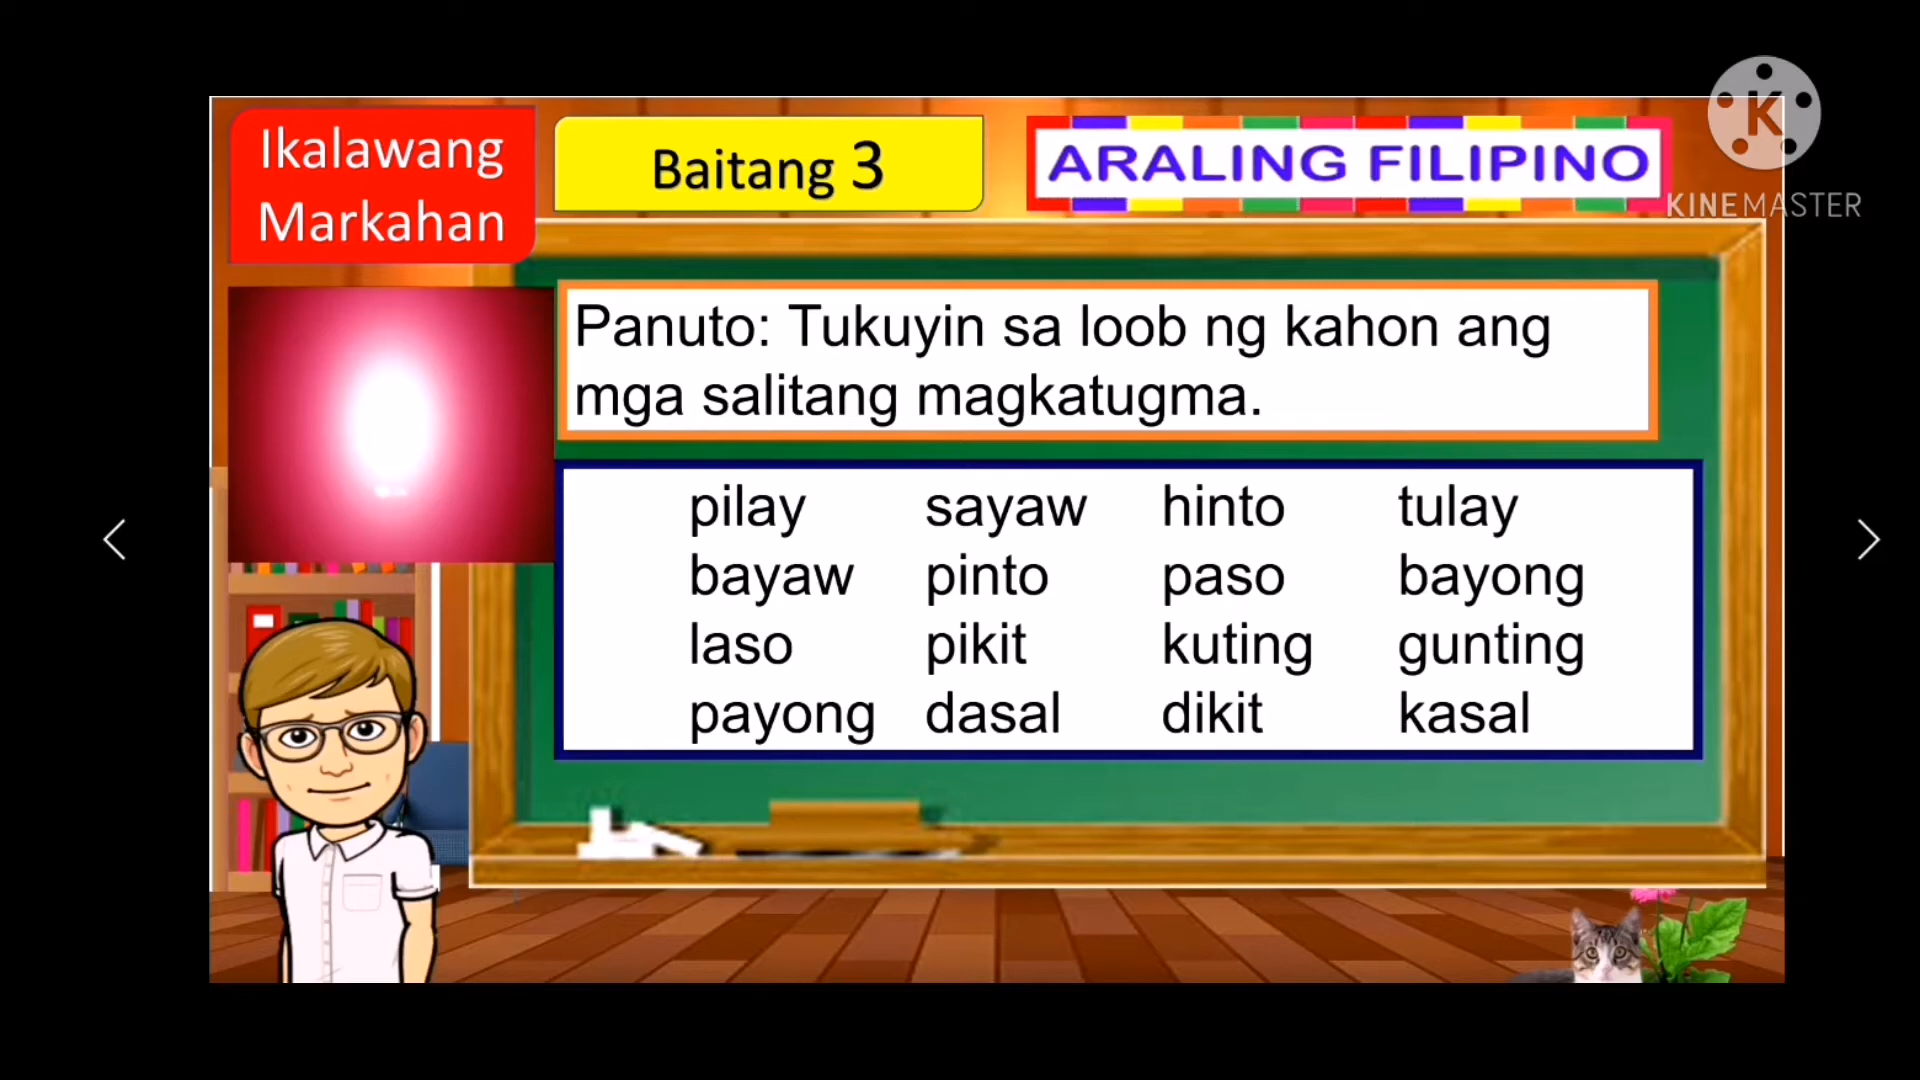 Ikalawang
Markahan
Baitang 3
ARALING FILIPINO
K
KINEMASTER
Panuto: Tukuyin sa loob ng kahon ang
mga salitang magkatugma.
pilay sayaw hinto tulay
bayaw pinto paso bayong
laso pikit kuting gunting
payong dasal dikit kasal